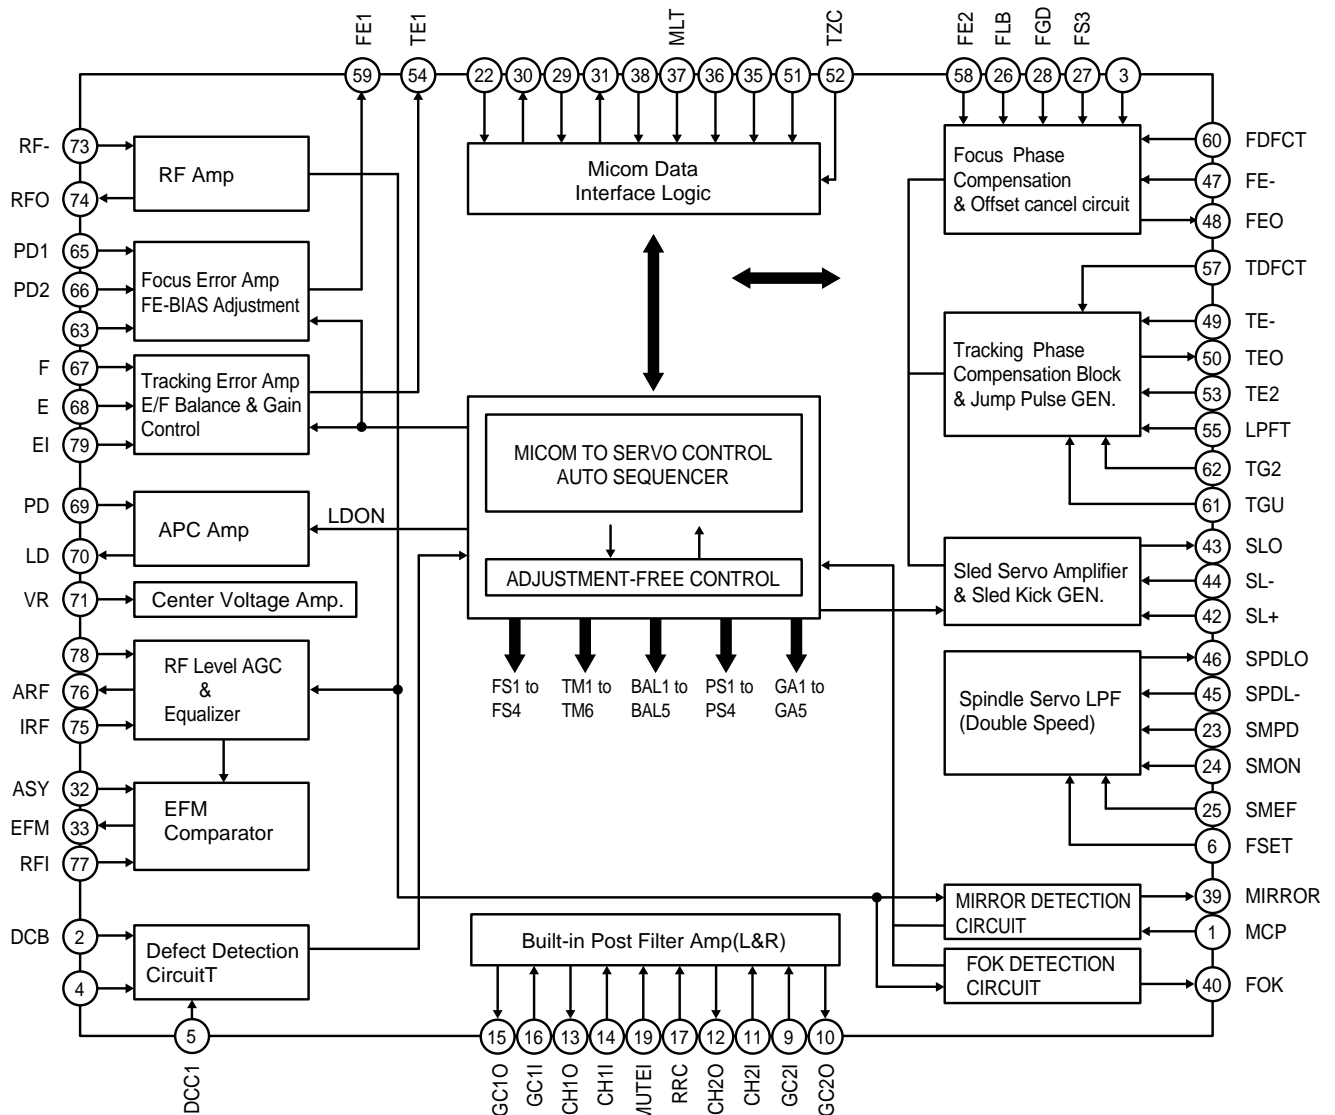 FE1
TE1
MLT
TZC
FE2
FLB
FGD
FS3
59
54
22
30
29
31
38
37
36
35
51
52
58
26
28
27
3
RF- 73
RF Amp
RFO 74
PD1 65
PD2 66
63
Focus Error Amp
FE-BIAS Adjustment
F 67
E 68
EI 79
Tracking Error Amp
E/F Balance & Gain
Control
PD 69
LD 70
APC Amp
LDON
VR 71
Center Voltage Amp.
78
ARF 76
IRF 75
RF Level AGC
&
Equalizer
ASY 32
EFM 33
RFI 77
EFM
Comparator
DCB 2
4
Defect Detection
CircuitT
5
DCC1
Micom Data
Interface Logic
MICOM TO SERVO CONTROL
AUTO SEQUENCER
ADJUSTMENT-FREE CONTROL
FS1 to
FS4
TM1 to
TM6
BAL1 to
BAL5
PS1 to
PS4
GA1 to
GA5
Built-in Post Filter Amp(L&R)
15
16
13
14
19
17
12
11
9
10
GC1O
GC1I
CH1O
CH1I
MUTEI
RRC
CH2O
CH2I
GC2I
GC2O
Focus Phase
Compensation
& Offset cancel circuit
60 FDFCT
47 FE-
48 FEO
57 TDFCT
Tracking Phase
Compensation Block
& Jump Pulse GEN.
49 TE-
50 TEO
53 TE2
55 LPFT
62 TG2
61 TGU
Sled Servo Amplifier
& Sled Kick GEN.
43 SLO
44 SL-
42 SL+
Spindle Servo LPF
(Double Speed)
46 SPDLO
45 SPDL-
23 SMPD
24 SMON
25 SMEF
6 FSET
MIRROR DETECTION
CIRCUIT
39 MIRROR
1 MCP
FOK DETECTION
CIRCUIT
40 FOK